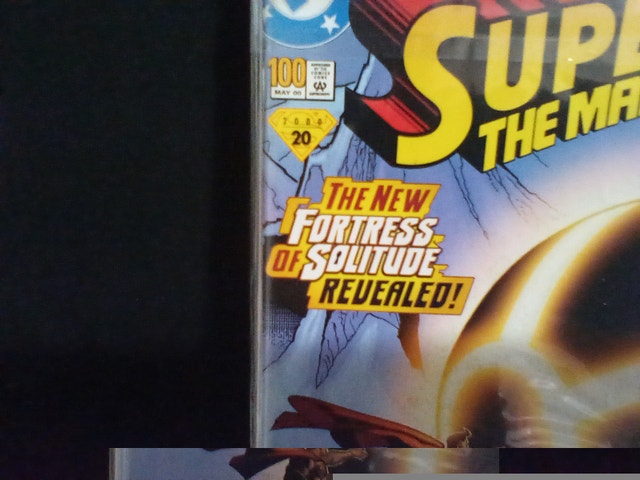 SUPE
THE MA
100
MAY 00
APPROVED
BY THE
COMICS
CODE
AUTHORITY
2000
20
THE NEW
FORTRESS
OF SOLITUDE
REVEALED!